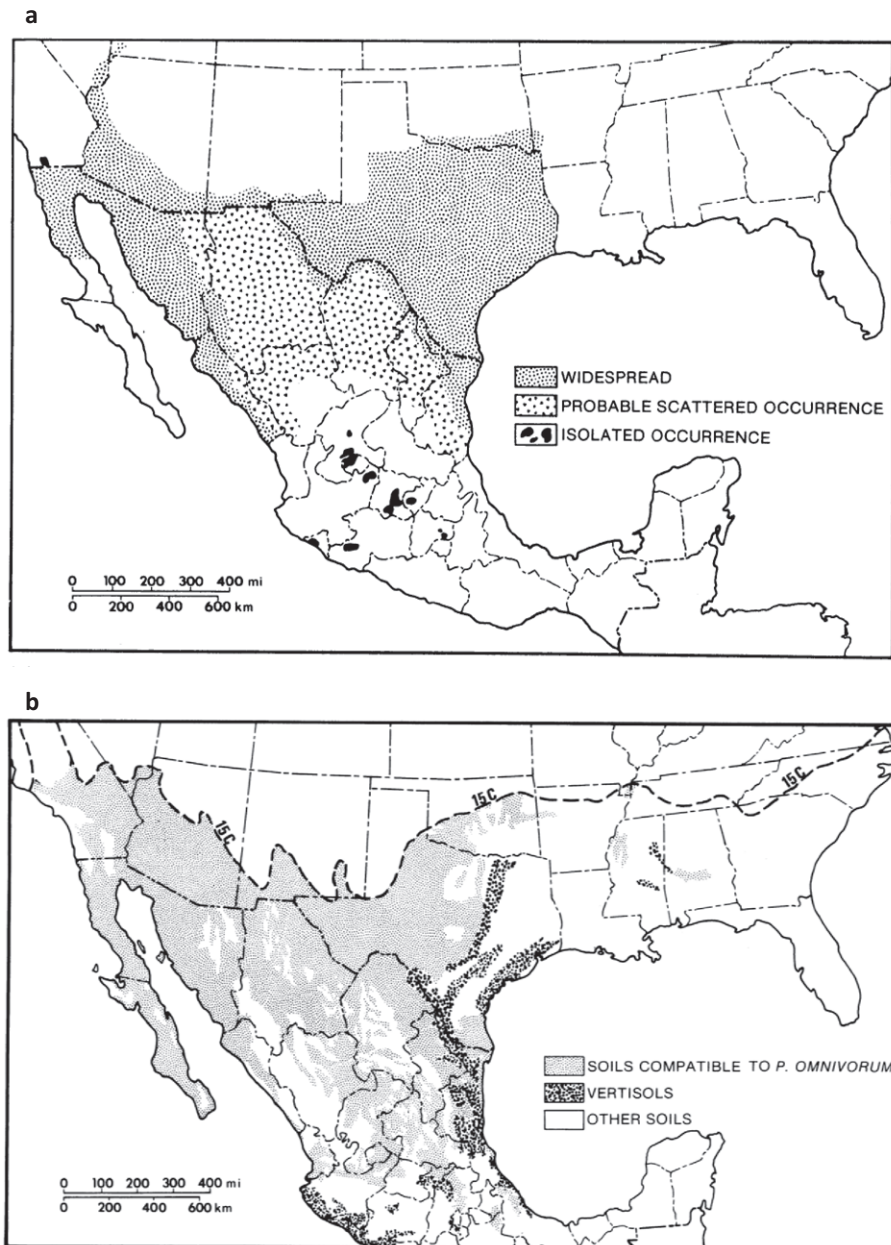 a
WIDESPREAD
PROBABLE SCATTERED OCCURRENCE
ISOLATED OCCURRENCE
0 100 200 300 400 mi
0 200 400 600 km
b
15C
15C
15C
SOILS COMPATIBLE TO P. OMNIVORUM
VERTISOLS
OTHER SOILS
0 100 200 300 400 mi
0 200 400 600 km